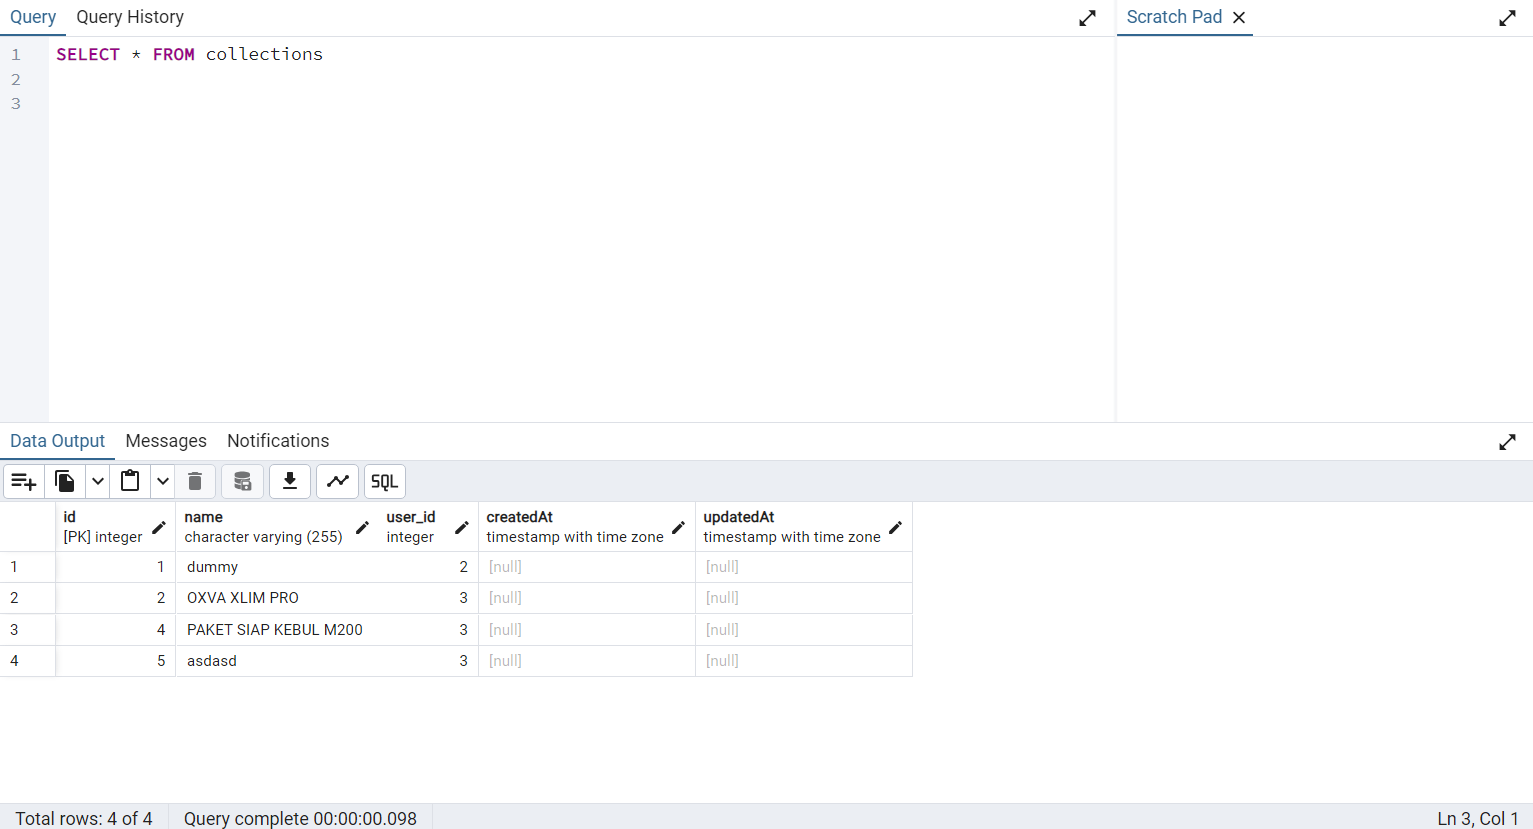 Query Query History Scratch Pad
1 SELECT * FROM collections
2
3
Data Output Messages Notifications
SQL
id name user_id createdAt updatedAt
[PK] integer character varying (255) integer timestamp with time zone timestamp with time zone
1 1 dummy 2 [null] [null]
2 2 OXVA XLIM PRO 3 [null] [null]
3 4 PAKET SIAP KEBUL M200 3 [null] [null]
4 5 asdasd 3 [null] [null]
Total rows: 4 of 4 Query complete 00:00:00.098 Ln 3, Col 1